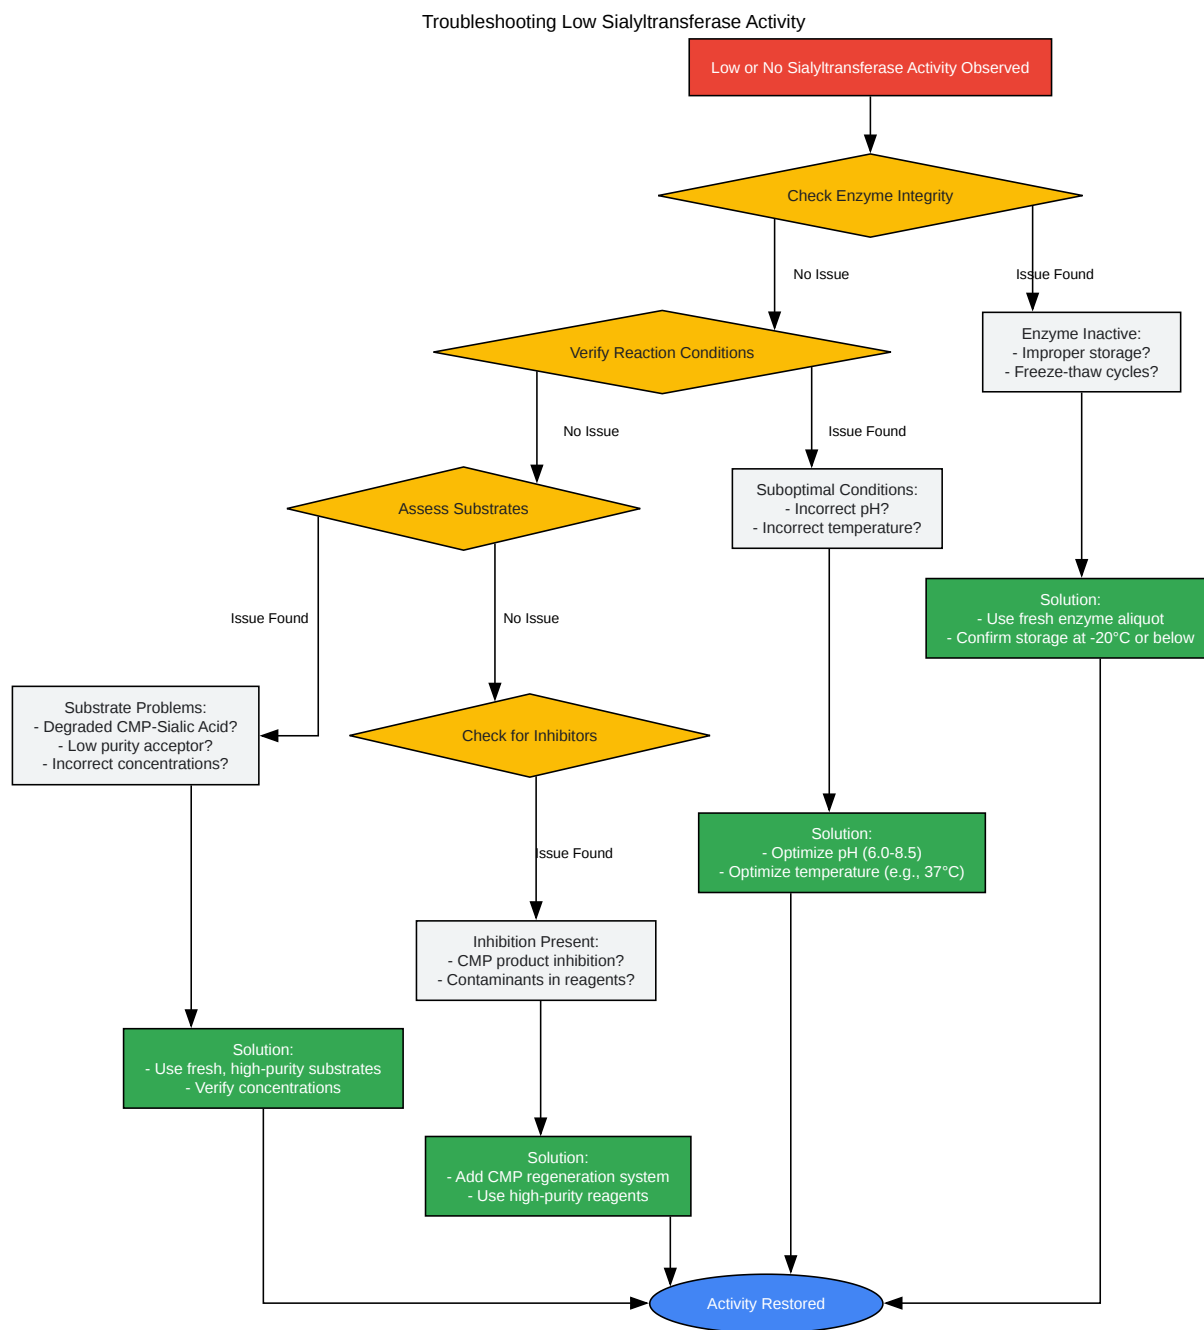 Troubleshooting Low Sialyltransferase Activity
Low or No Sialyltransferase Activity Observed
Check Enzyme Integrity
No Issue
Issue Found
Verify Reaction Conditions
Enzyme Inactive:
- Improper storage?
- Freeze-thaw cycles?
No Issue
Issue Found
Assess Substrates
Suboptimal Conditions:
- Incorrect pH?
- Incorrect temperature?
Issue Found
No Issue
Solution:
- Use fresh enzyme aliquot
- Confirm storage at -20°C or below
Substrate Problems:
- Degraded CMP-Sialic Acid?
- Low purity acceptor?
- Incorrect concentrations?
Check for Inhibitors
Issue Found
Solution:
- Optimize pH (6.0-8.5)
- Optimize temperature (e.g., 37°C)
Inhibition Present:
- CMP product inhibition?
- Contaminants in reagents?
Solution:
- Use fresh, high-purity substrates
- Verify concentrations
Solution:
- Add CMP regeneration system
- Use high-purity reagents
Activity Restored